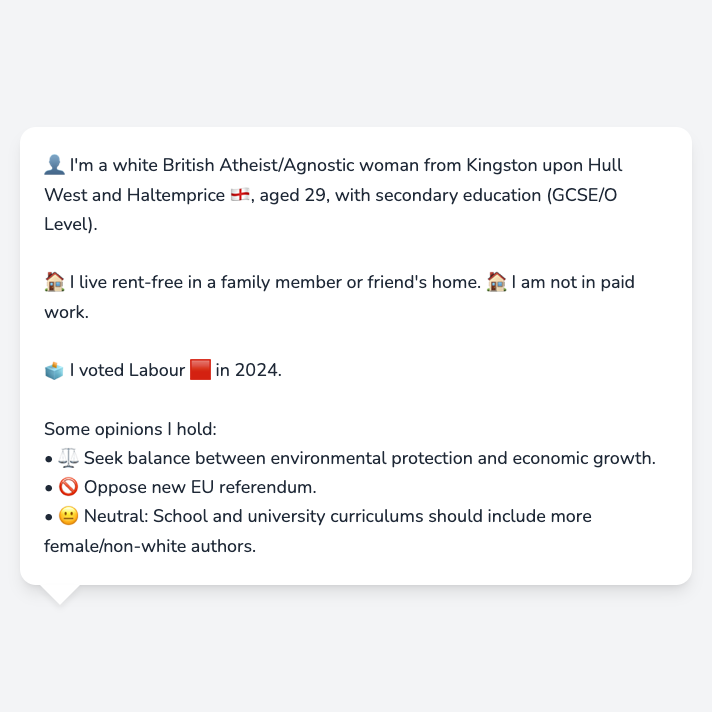 👤 I'm a white British Atheist/Agnostic woman from Kingston upon Hull
West and Haltemprice 🏴󠁧󠁢󠁥󠁮󠁧󠁿, aged 29, with secondary education (GCSE/O
Level).
🏠 I live rent-free in a family member or friend's home. 🏠 I am not in paid
work.
🗳️ I voted Labour 🟥 in 2024.
Some opinions I hold:
• ⚖️ Seek balance between environmental protection and economic growth.
• 🚫 Oppose new EU referendum.
• 😐 Neutral: School and university curriculums should include more
female/non-white authors.